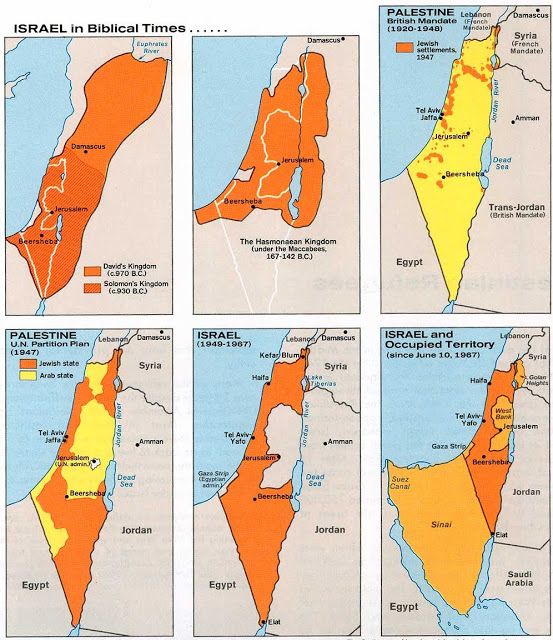 ISRAEL in Biblical Times . . . . . .
Euphrates
River
Damascus
Jerusalem
Beersheba
David's Kingdom
(c.970 B.C.)
Solomon's Kingdom
(c.930 B.C.)
Damascus
Jerusalem
Beersheba
The Hasmonaean Kingdom
(under the Maccabees,
167-142 B.C.)
PALESTINE
British Mandate
(1920-1948)
Jewish
settlements,
1947
Lebanon
(French
Mandate)
Damascus
Syria
(French
Mandate)
Tel Aviv
Jaffa
Jordan River
Amman
Jerusalem
Dead
Sea
Beersheba
Trans-Jordan
(British Mandate)
Egypt
PALESTINE
U.N. Partition Plan
(1947)
Jewish state
Arab state
Damascus
Lebanon
Syria
Tel Aviv
Jaffa
Jordan River
Amman
Jerusalem
(U.N. admin.)
Dead
Sea
Beersheba
Jordan
Egypt
ISRAEL
(1949-1967)
Damascus
Lebanon
Kefar Blum
Syria
Haifa
Lake
Tiberias
Tel Aviv-
Yafo
Amman
Jerusalem
Gaza Strip
(Egyptian
admin.)
Dead
Sea
Beersheba
Jordan
Egypt
Elat
ISRAEL and
Occupied Territory
(since June 10, 1967)
Damascus
Lebanon
Syria
Golan
Heights
Haifa
West
Bank
Tel Aviv-
Yafo
Jerusalem
Gaza Strip
Beersheba
Suez
Canal
Jordan
Sinai
Elat
Saudi
Arabia
Egypt